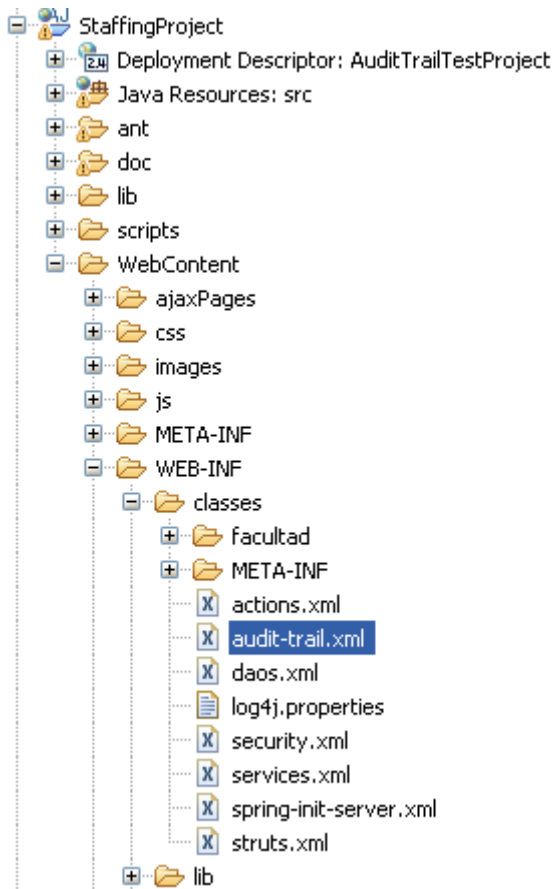 StaffingProject
Deployment Descriptor: AuditTrailTestProject
Java Resources: src
ant
doc
lib
scripts
WebContent
ajaxPages
css
images
js
META-INF
WEB-INF
classes
facultad
META-INF
actions.xml
audit-trail.xml
daos.xml
log4j.properties
security.xml
services.xml
spring-init-server.xml
struts.xml
lib